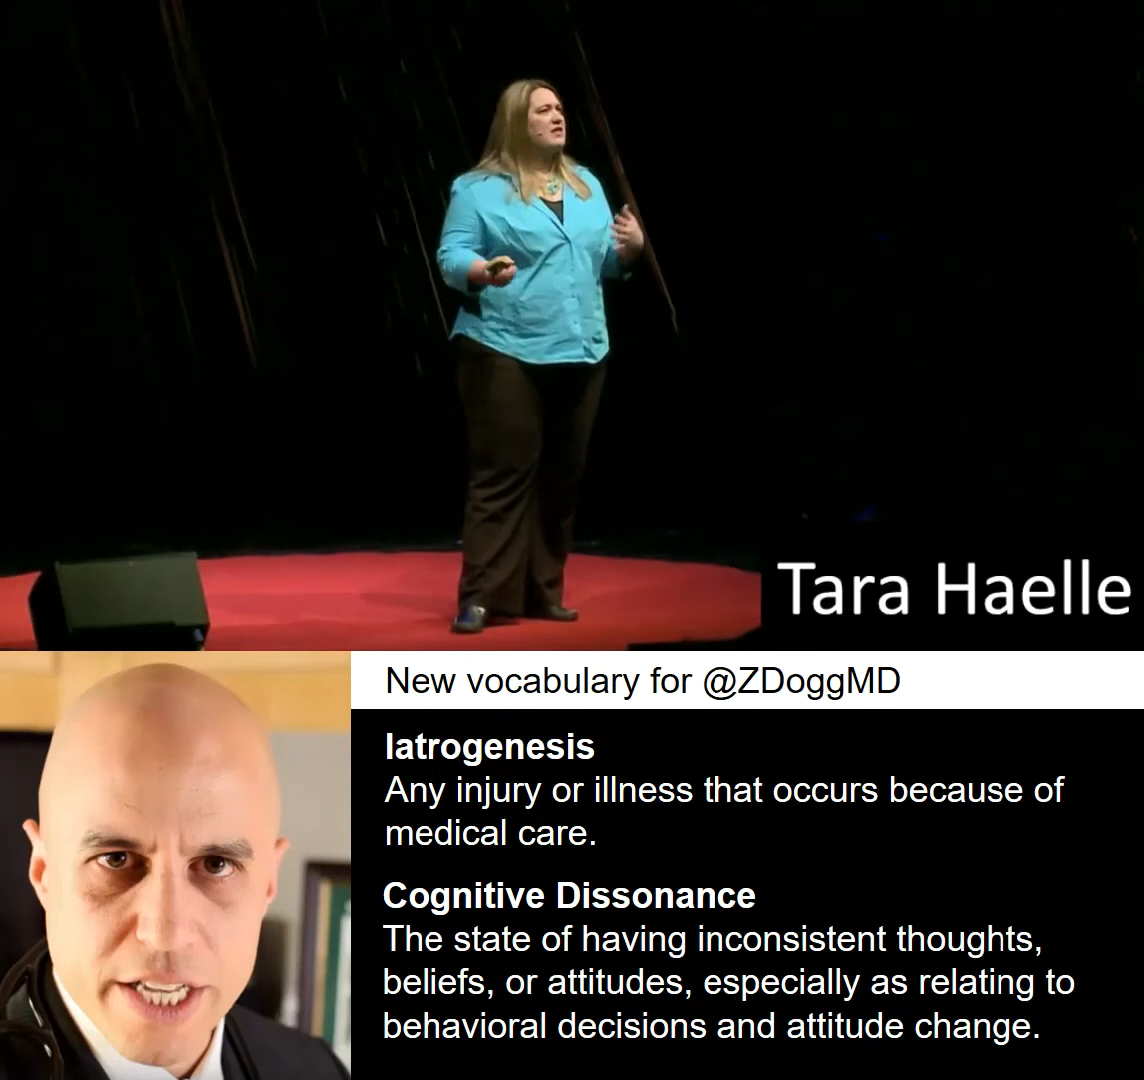 Tara Haelle
New vocabulary for @ZDoggMD
Iatrogenesis
Any injury or illness that occurs because of
medical care.
Cognitive Dissonance
The state of having inconsistent thoughts,
beliefs, or attitudes, especially as relating to
behavioral decisions and attitude change.